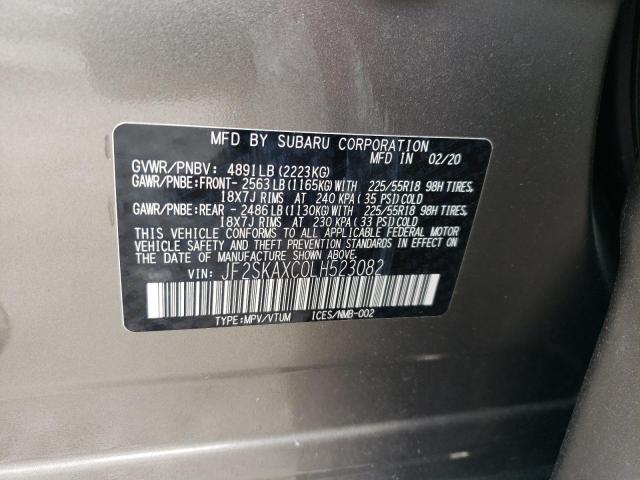 MFD BY SUBARU CORPORATION
MFD IN 02/20
GVWR/PNBV: 4891LB(2223KG)
GAWR/PNBE:FRONT- 2563LB(1165KG)WITH 225/55R18 98H TIRES,
18X7J RIMS AT 240 KPA(35 PSI)COLD
GAWR/PNBE:REAR - 2486LB(1130KG)WITH 225/55R18 98H TIRES,
18X7J RIMS AT 230 KPA(33 PSI)COLD
THIS VEHICLE CONFORMS TO ALL APPLICABLE FEDERAL MOTOR
VEHICLE SAFETY AND THEFT PREVENTION STANDARDS IN EFFECT ON
THE DATE OF MANUFACTURE SHOWN ABOVE.
VIN: JF2SKAXC0LH523082
TYPE:MPV/VTUM ICES/NMB-002